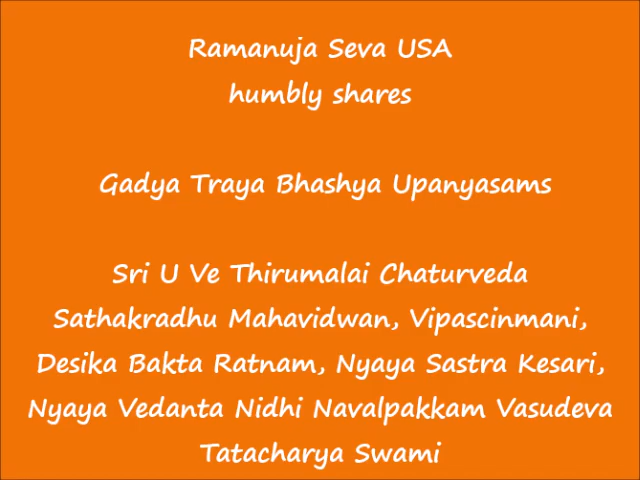 Ramanuja Seva USA
humbly shares
Gadya Traya Bhashya Upanyasams
Sri U Ve Thirumalai Chaturveda
Sathakradhu Mahavidwan, Vipascinmani,
Desika Bakta Ratnam, Nyaya Sastra Kesari,
Nyaya Vedanta Nidhi Navalpakkam Vasudeva
Tatacharya Swami